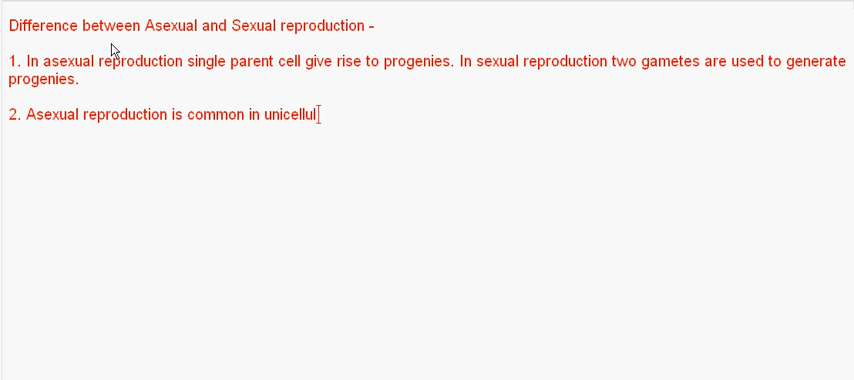 Difference between Asexual and Sexual reproduction -
1. In asexual reproduction single parent cell give rise to progenies. In sexual reproduction two gametes are used to generate
progenies.
2. Asexual reproduction is common in unicellul